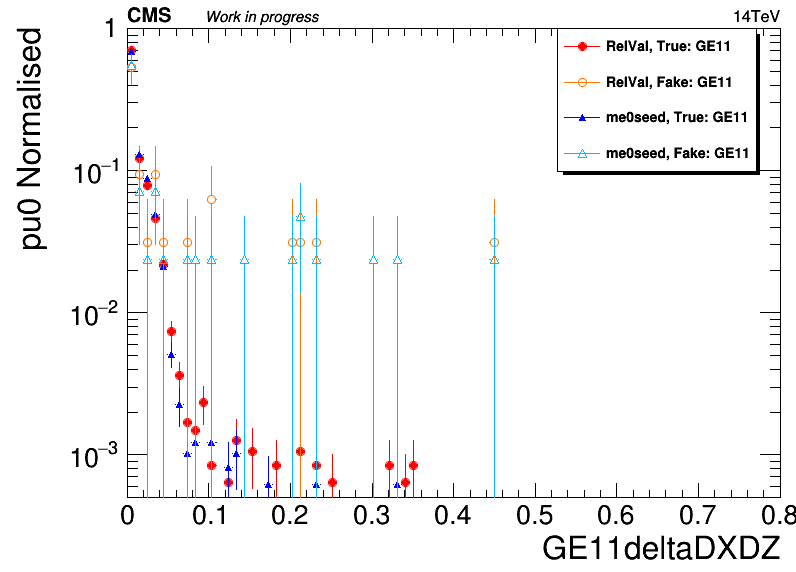 CMS Work in progress 14TeV
pu0 Normalised
1
10⁻¹
10⁻²
10⁻³
RelVal, True: GE11
RelVal, Fake: GE11
me0seed, True: GE11
me0seed, Fake: GE11
0 0.1 0.2 0.3 0.4 0.5 0.6 0.7 0.8
GE11deltaDXDZ